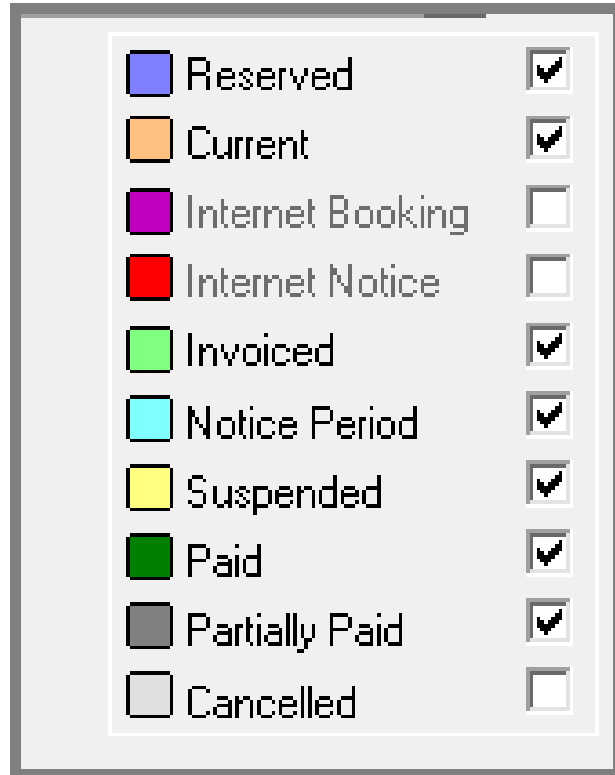 Reserved
Current
Internet Booking
Internet Notice
Invoiced
Notice Period
Suspended
Paid
Partially Paid
Cancelled